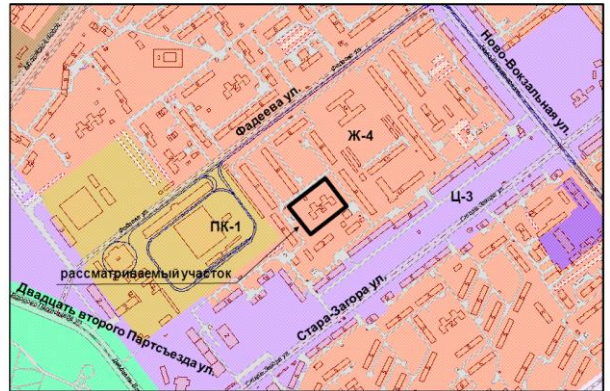 Фадеева ул.
Ново-Вокзальная ул.
Ж-4
Ц-3
ПК-1
рассматриваемый участок
Стара-Загора ул.
Двадцать второго Партсъезда ул.